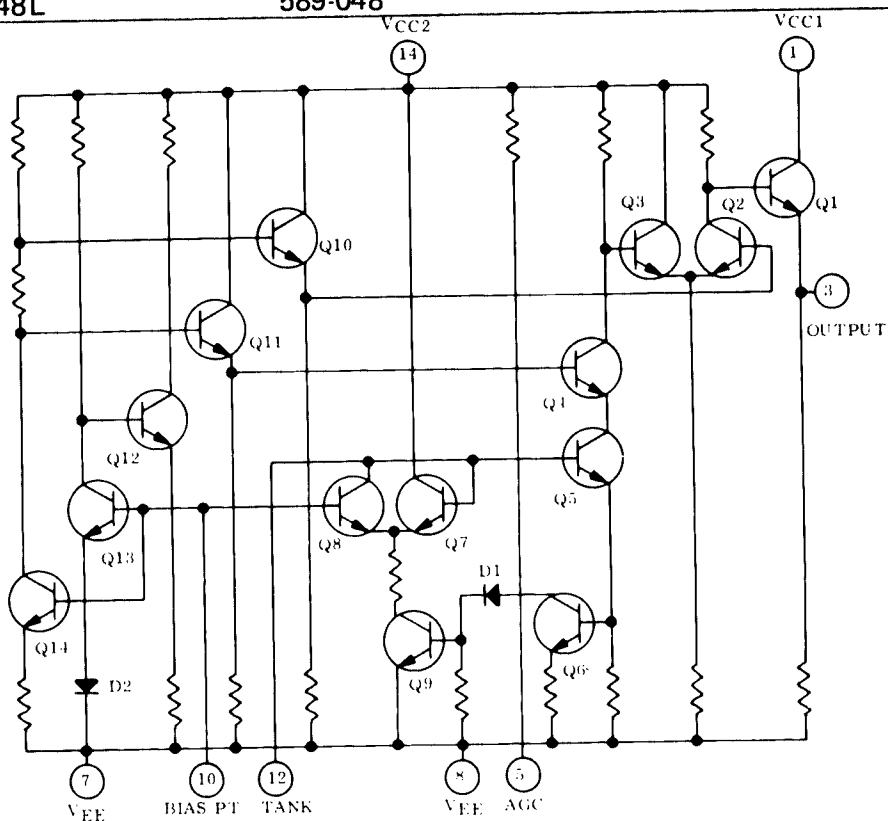 48L 589-048
VCC2 VCC1
14 1
Q3 Q2 Q1
Q10
3
OUTPUT
Q11
Q4
Q12
Q5
Q8 Q7
Q13
D1
Q14
Q9 Q6
D2
7 10 12 8 5
VEE BIAS PT TANK VEE AGC